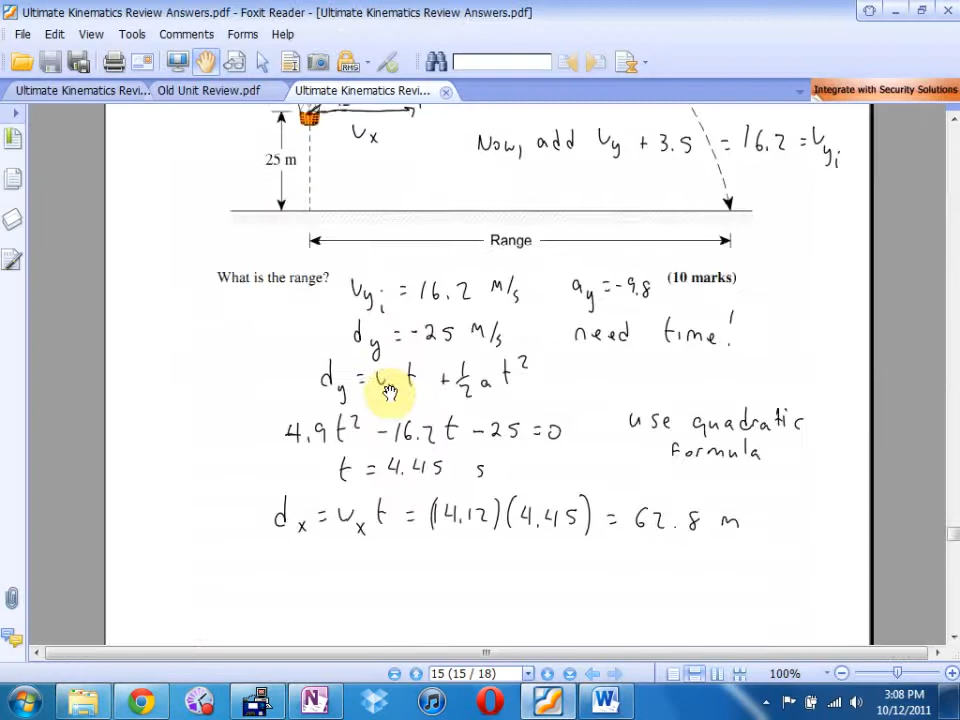 Ultimate Kinematics Review Answers.pdf - Foxit Reader - [Ultimate Kinematics Review Answers.pdf]
File Edit View Tools Comments Forms Help
Ultimate Kinematics Revi... Old Unit Review.pdf Ultimate Kinematics Revi... Integrate with Security Solutions
Vx
25 m
Now, add Vy + 3.5 = 16.2 = Vyi
Range
What is the range?
(10 marks)
Vyi = 16.2 m/s ay = -9.8
dy = -25 m/s need time!
dy = v t + 1/2 a t²
4.9t² - 16.2t - 25 = 0 use quadratic
formula
t = 4.45 s
dx = Vx t = (14.12)(4.45) = 62.8 m
15 (15 / 18) 100%
3:08 PM
10/12/2011